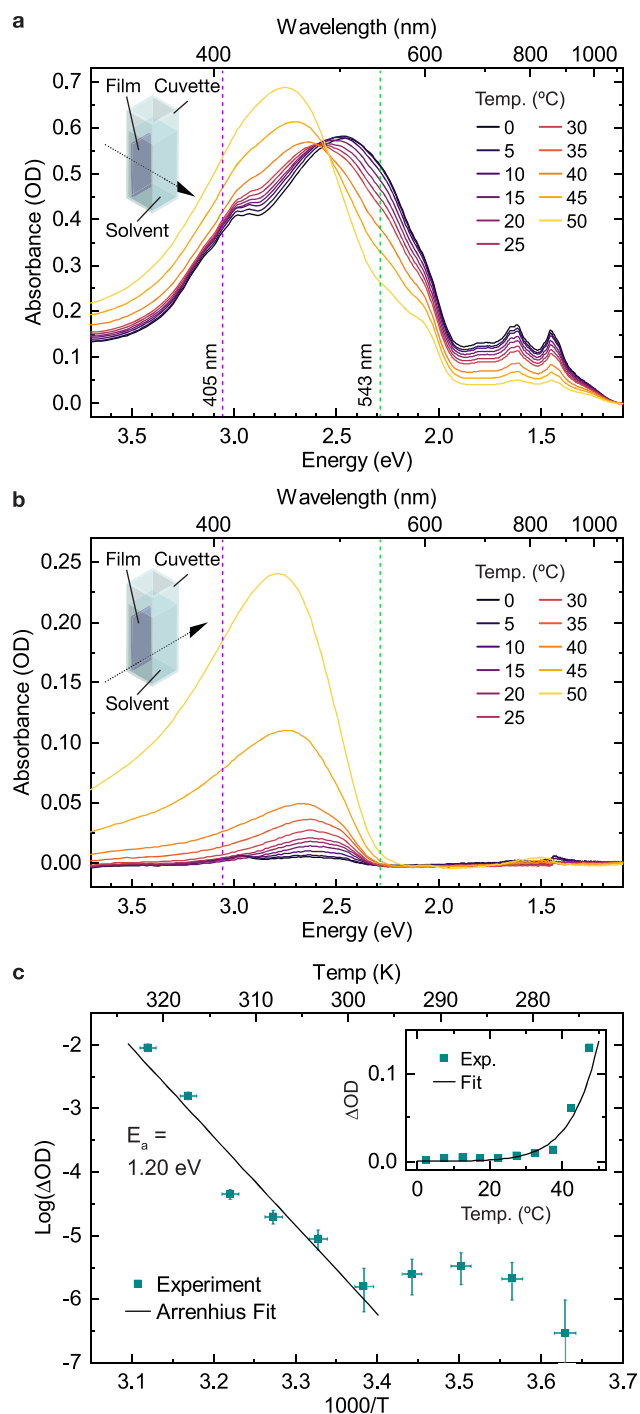 a
Wavelength (nm)
400 600 800 1000
Film Cuvette
Solvent
Temp. (ºC)
0 30
5 35
10 40
15 45
20 50
25
405 nm
543 nm
Absorbance (OD)
0.7
0.6
0.5
0.4
0.3
0.2
0.1
0.0
3.5 3.0 2.5 2.0 1.5
Energy (eV)
b
Wavelength (nm)
400 600 800 1000
Film Cuvette
Solvent
Temp. (ºC)
0 30
5 35
10 40
15 45
20 50
25
Absorbance (OD)
0.25
0.20
0.15
0.10
0.05
0.00
3.5 3.0 2.5 2.0 1.5
Energy (eV)
c
Temp (K)
320 310 300 290 280
Log(ΔOD)
-2
-3
-4
-5
-6
-7
E_a =
1.20 eV
Experiment
Arrenhius Fit
Exp.
Fit
ΔOD
0.1
0.0
0 20 40
Temp. (ºC)
3.1 3.2 3.3 3.4 3.5 3.6 3.7
1000/T